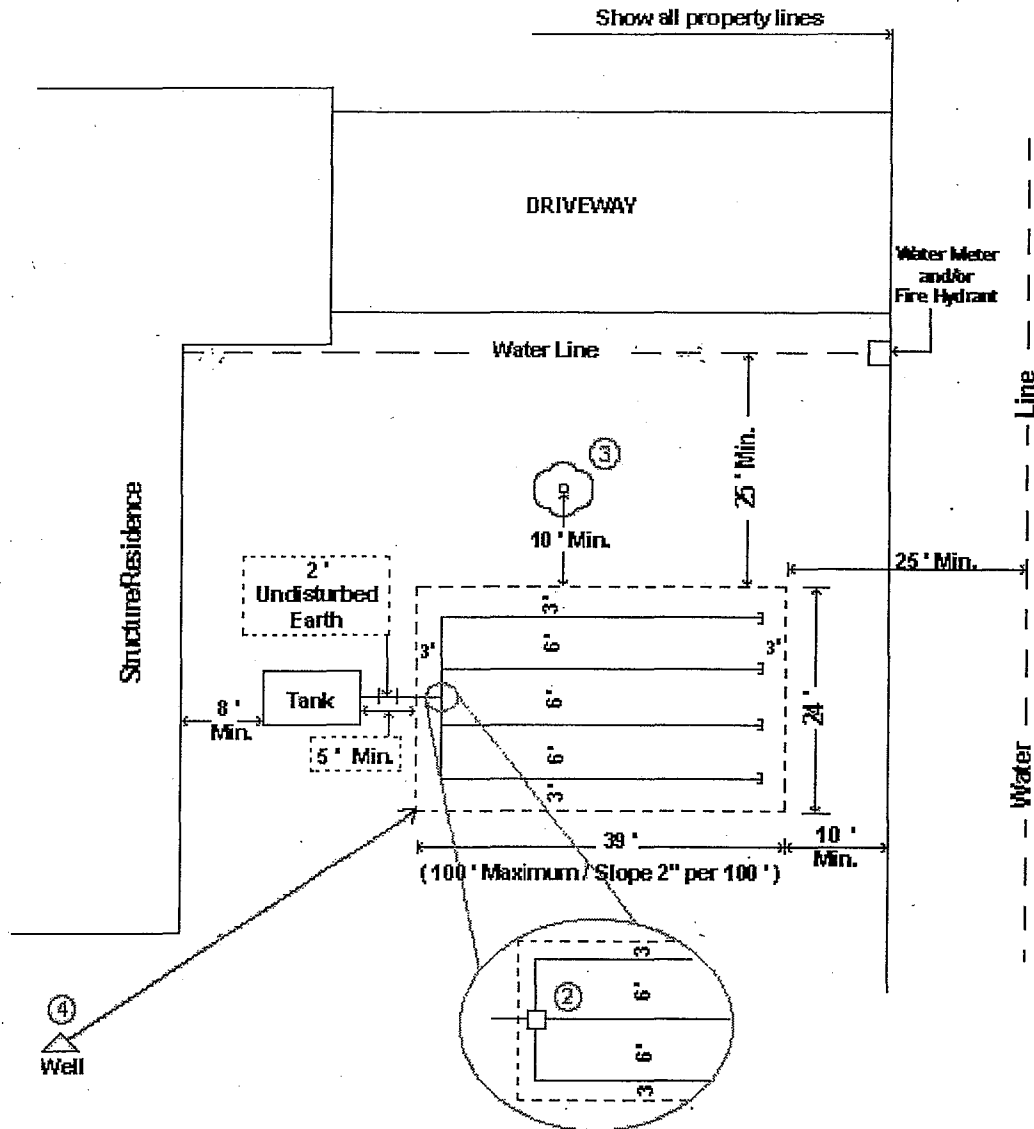 Show all property lines
DRIVEWAY
Water Meter
and/or
Fire Hydrant
Water Line
Line
Water
Structure/Residence
③
25 ' Min.
10 ' Min.
25 ' Min.
2 '
Undisturbed
Earth
3'
3'
6'
3'
6'
6'
3'
24 '
Tank
8 '
Min.
5 ' Min.
39 '
10 '
Min.
(100 ' Maximum / Slope 2" per 100 ')
3
②
6'
6'
3
④
Well